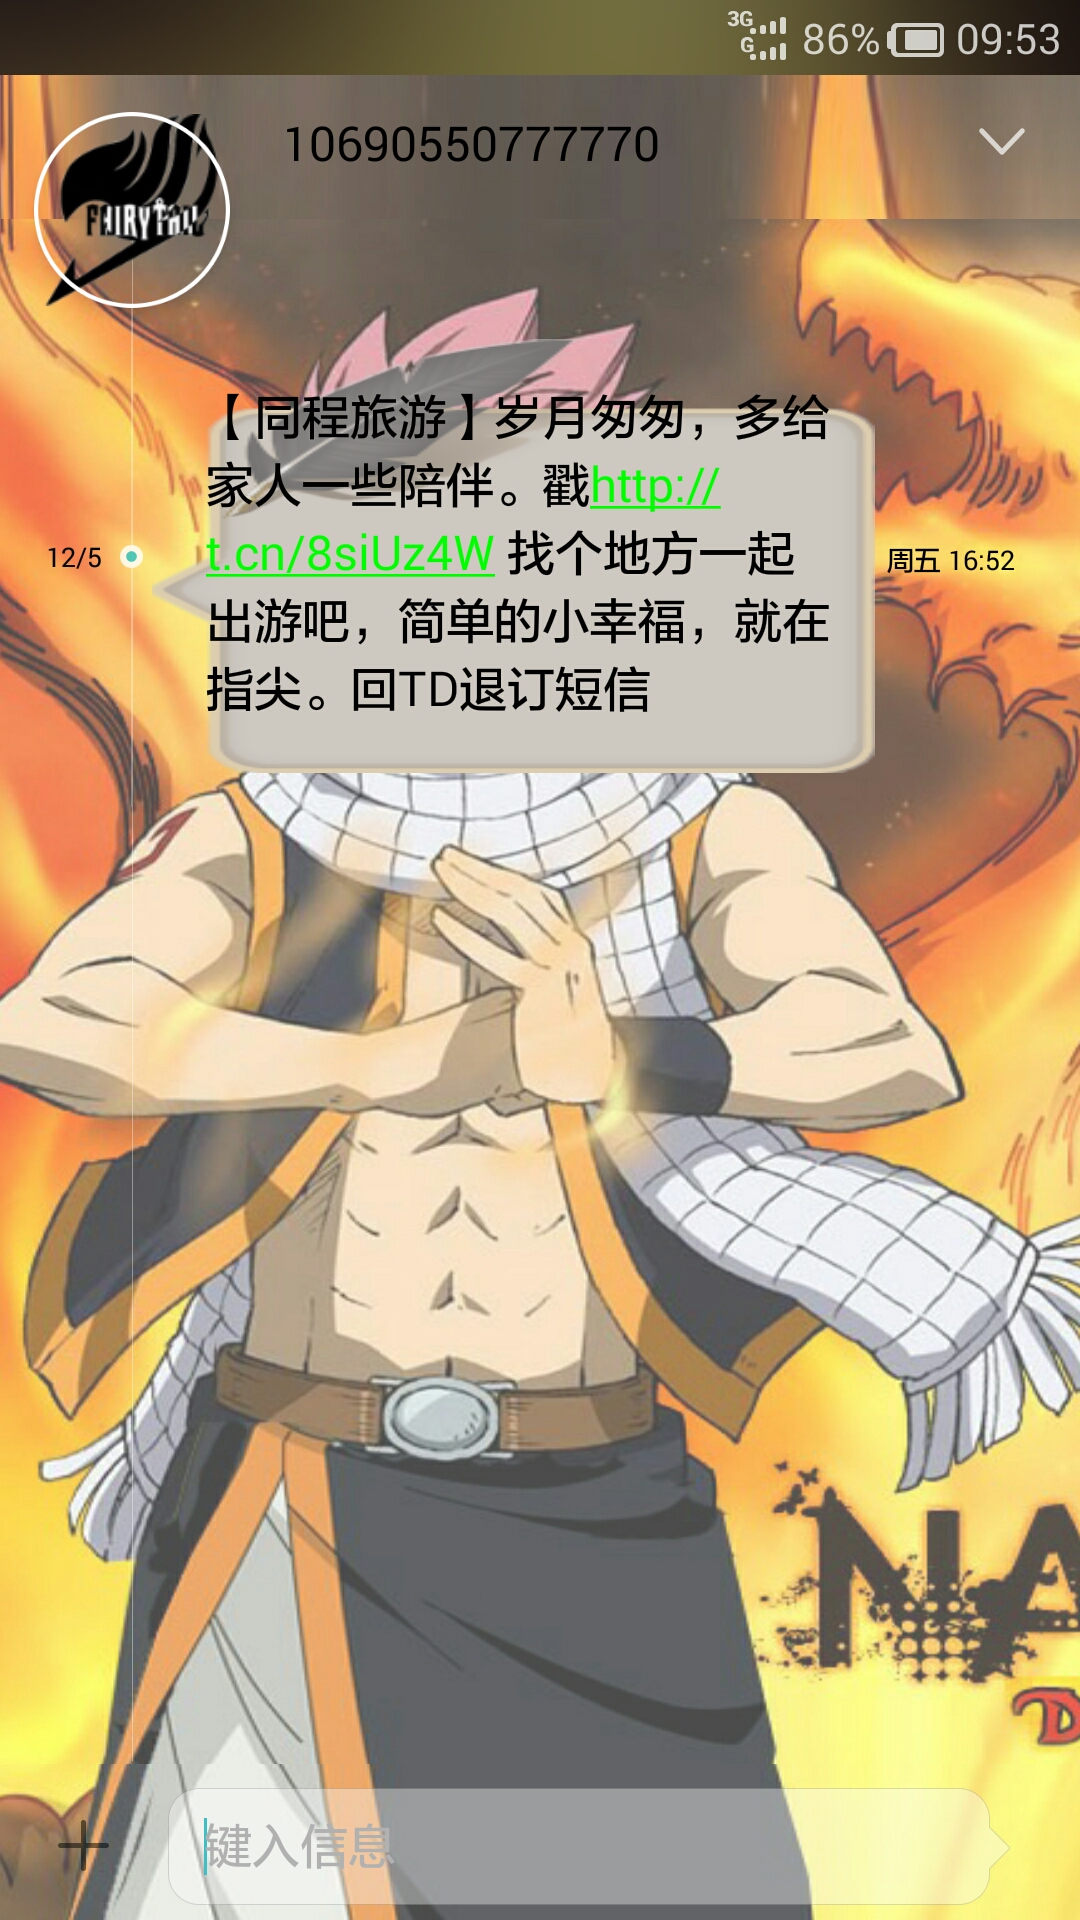 3G
G
86%
09:53
FAIRY TAIL
10690550777770
【同程旅游】岁月匆匆，多给
家人一些陪伴。戳http://
t.cn/8siUz4W 找个地方一起
出游吧，简单的小幸福，就在
指尖。回TD退订短信
12/5
周五 16:52
NA
D
键入信息